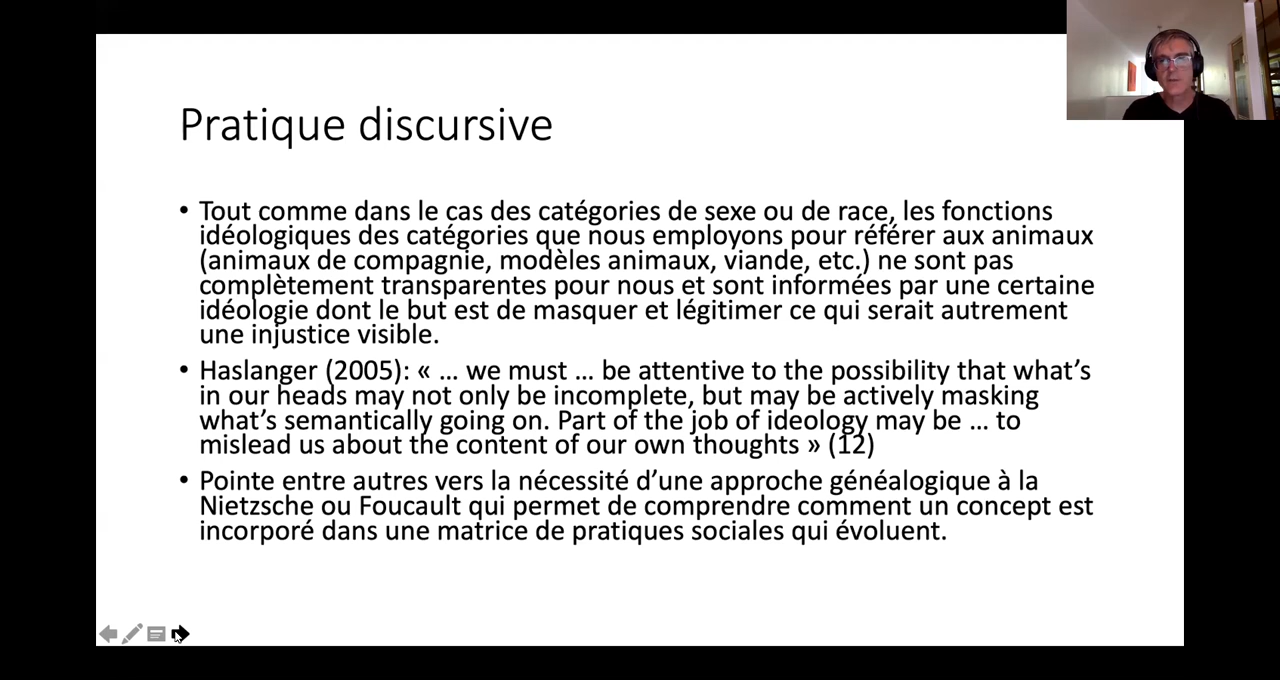 Pratique discursive
• Tout comme dans le cas des catégories de sexe ou de race, les fonctions
idéologiques des catégories que nous employons pour référer aux animaux
(animaux de compagnie, modèles animaux, viande, etc.) ne sont pas
complètement transparentes pour nous et sont informées par une certaine
idéologie dont le but est de masquer et légitimer ce qui serait autrement
une injustice visible.
• Haslanger (2005): « … we must … be attentive to the possibility that what’s
in our heads may not only be incomplete, but may be actively masking
what’s semantically going on. Part of the job of ideology may be … to
mislead us about the content of our own thoughts » (12)
• Pointe entre autres vers la nécessité d’une approche généalogique à la
Nietzsche ou Foucault qui permet de comprendre comment un concept est
incorporé dans une matrice de pratiques sociales qui évoluent.